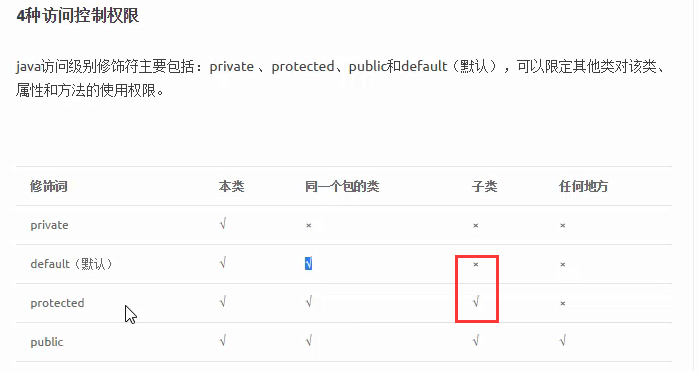 4种访问控制权限
java访问级别修饰符主要包括：private 、protected、public和default（默认），可以限定其他类对该类、
属性和方法的使用权限。
修饰词 本类 同一个包的类 子类 任何地方
private √ × × ×
default（默认） √ √ × ×
protected √ √ √ ×
public √ √ √ √